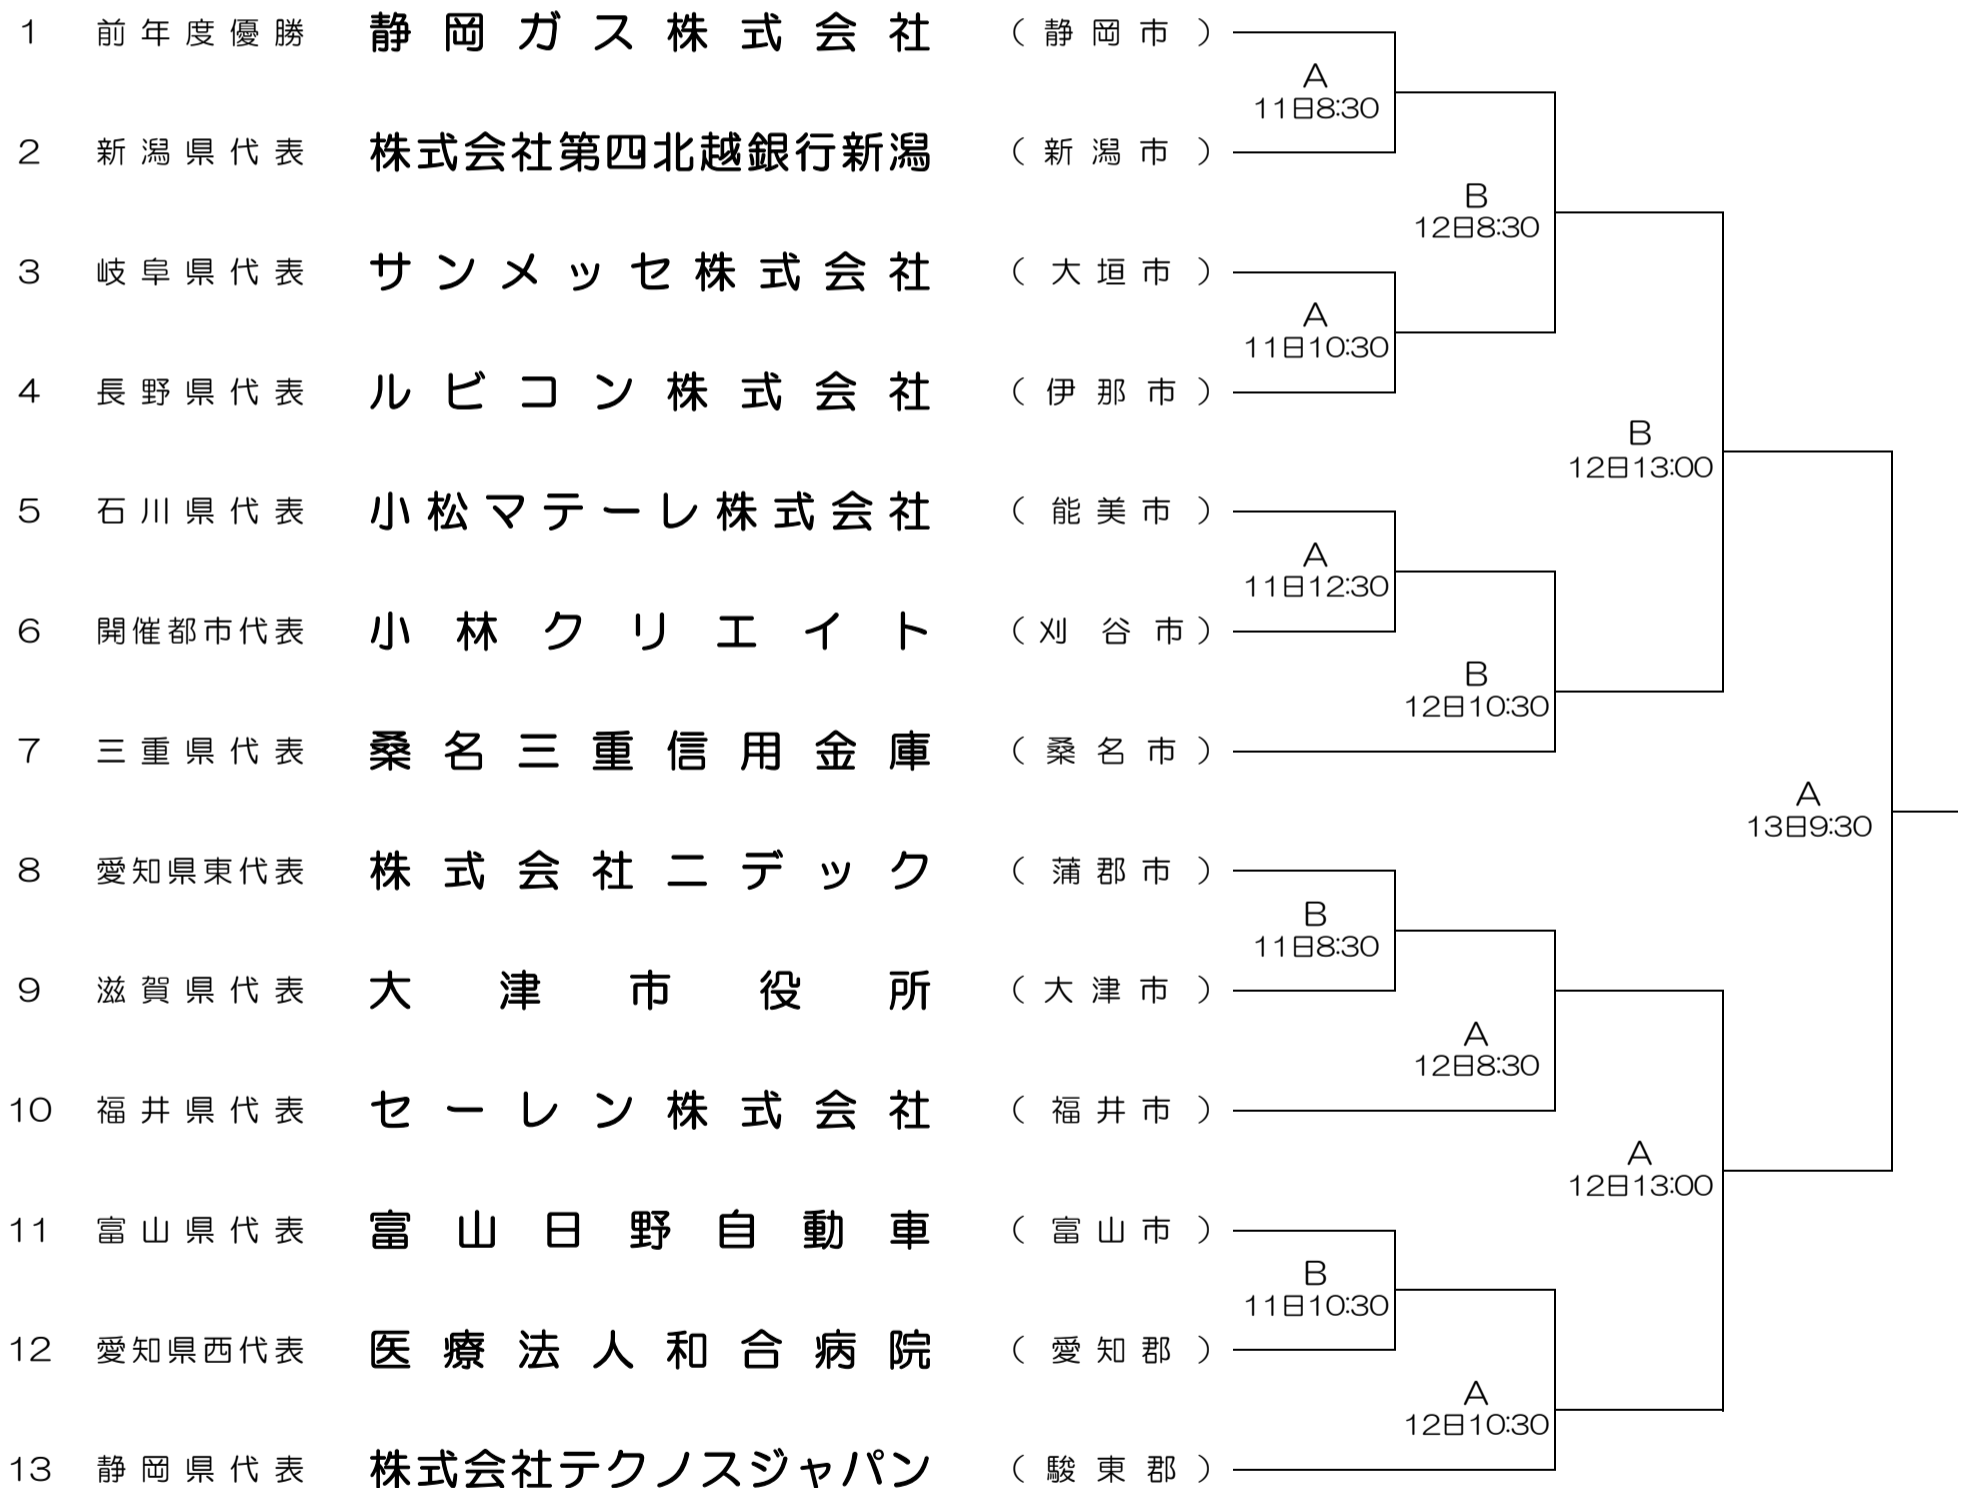 1 前年度優勝 静岡ガス株式会社 (静岡市)
A
11日8:30
2 新潟県代表 株式会社第四北越銀行新潟 (新潟市)
B
12日8:30
3 岐阜県代表 サンメッセ株式会社 (大垣市)
A
11日10:30
4 長野県代表 ルビコン株式会社 (伊那市)
B
12日13:00
5 石川県代表 小松マテーレ株式会社 (能美市)
A
11日12:30
6 開催都市代表 小林クリエイト (刈谷市)
B
12日10:30
7 三重県代表 桑名三重信用金庫 (桑名市)
A
13日9:30
8 愛知県東代表 株式会社ニデック (蒲郡市)
B
11日8:30
9 滋賀県代表 大津市役所 (大津市)
A
12日8:30
10 福井県代表 セーレン株式会社 (福井市)
A
12日13:00
11 富山県代表 富山日野自動車 (富山市)
B
11日10:30
12 愛知県西代表 医療法人和合病院 (愛知郡)
A
12日10:30
13 静岡県代表 株式会社テクノスジャパン (駿東郡)